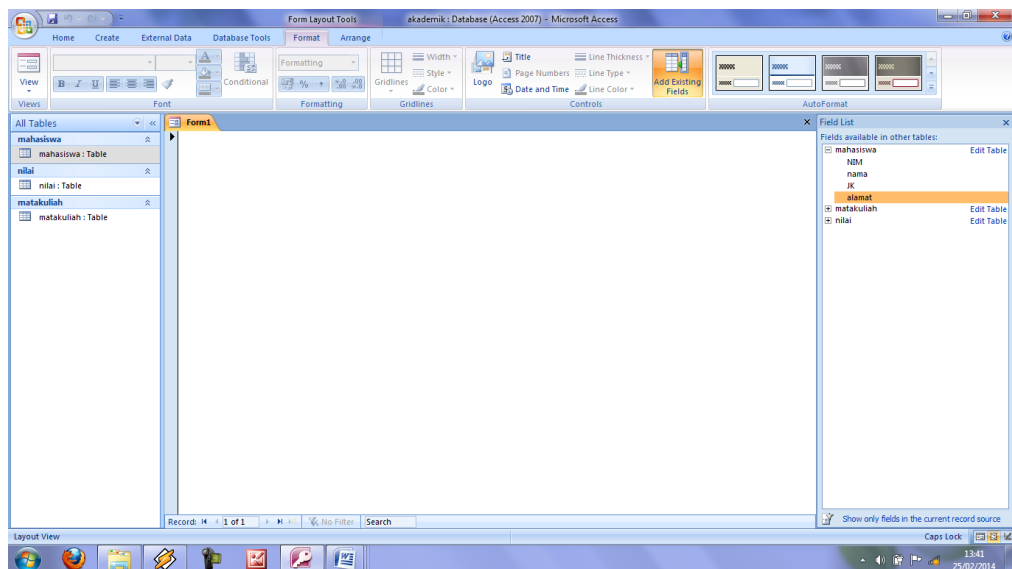 Form Layout Tools akademik : Database (Access 2007) - Microsoft Access
Home Create External Data Database Tools Format Arrange
View
Views
B I U
Conditional
Font
Formatting
%
Formatting
Gridlines
Width
Style
Color
Gridlines
Logo
Title
Page Numbers
Date and Time
Line Thickness
Line Type
Line Color
Add Existing Fields
Controls
AutoFormat
All Tables
mahasiswa
mahasiswa : Table
nilai
nilai : Table
matakuliah
matakuliah : Table
Form1
Field List
Fields available in other tables:
mahasiswa Edit Table
NIM
nama
JK
alamat
matakuliah Edit Table
nilai Edit Table
Show only fields in the current record source
Record: 1 of 1 No Filter Search
Layout View Caps Lock
13:41
25/02/2014